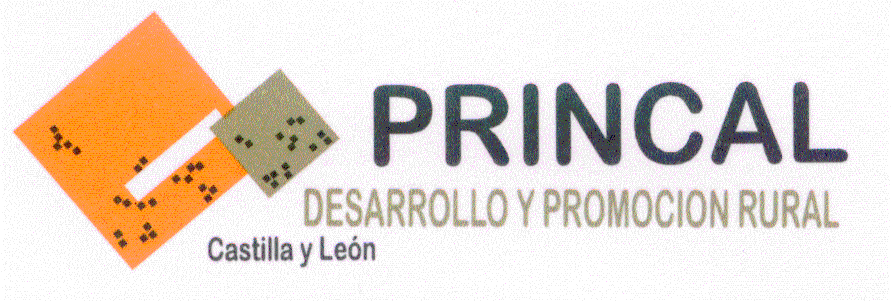 PRINCAL
DESARROLLO Y PROMOCION RURAL
Castilla y León